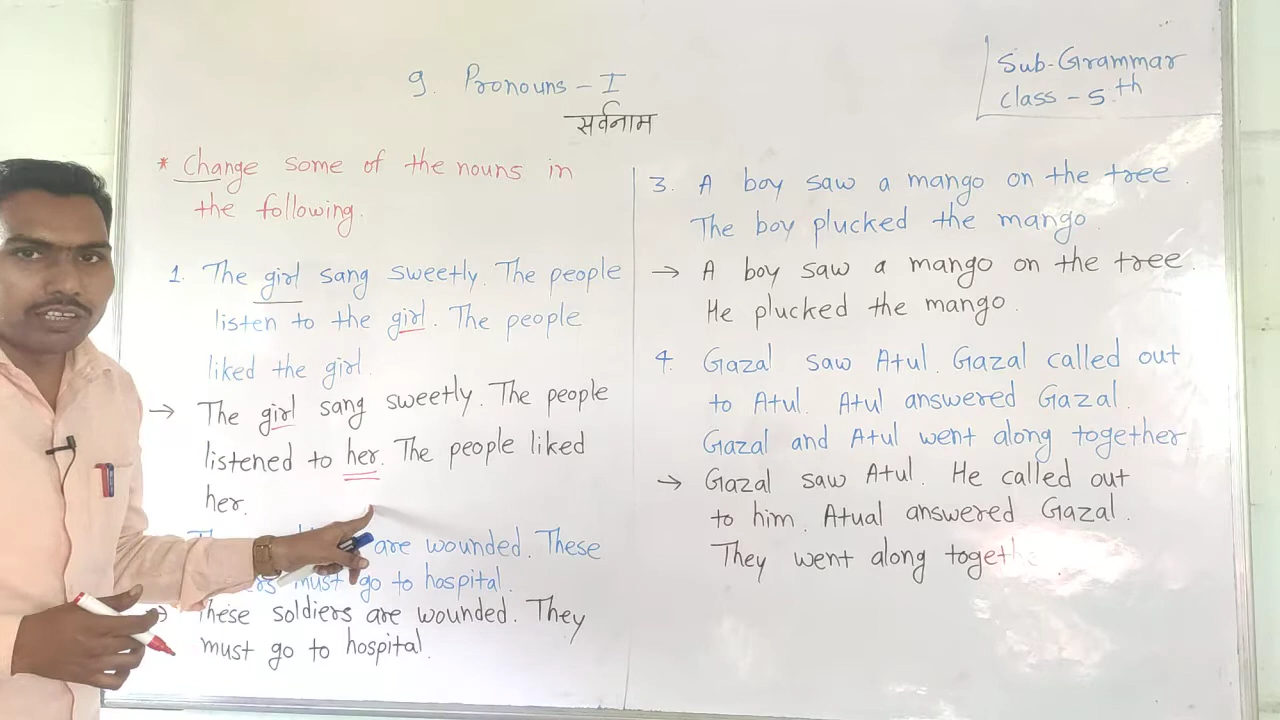 9. Pronouns - I
सर्वनाम
Sub-Grammar
Class - 5.th
* Change some of the nouns in
the following.
1. The girl sang sweetly. The people
listen to the girl. The people
liked the girl.
→ The girl sang sweetly. The people
listened to her. The people liked
her.
are wounded. These
must go to hospital.
→ These soldiers are wounded. They
must go to hospital.
3. A boy saw a mango on the tree.
The boy plucked the mango.
→ A boy saw a mango on the tree.
He plucked the mango.
4. Gazal saw Atul. Gazal called out
to Atul. Atul answered Gazal.
Gazal and Atul went along together
→ Gazal saw Atul. He called out
to him. Atual answered Gazal.
They went along togeth